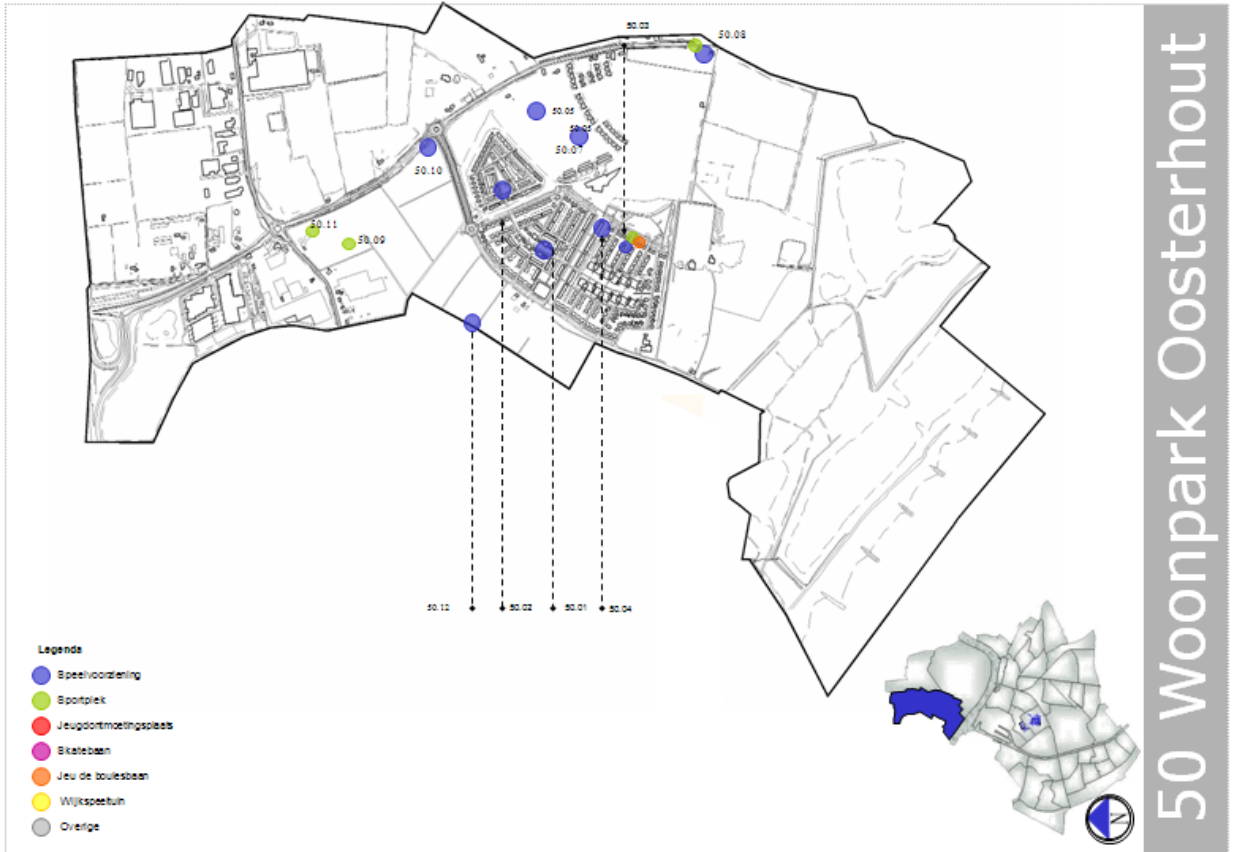 50.03
50.08
50.05
50.05
50.07
50.10
50.11
50.09
50.12
50.02
50.01
50.04
Legenda
Speelvoorziening
Sportplek
Jeugdontmoetingsplaats
Skatebaan
Jeu de boulesbaan
Wijkspeeltuin
Overige
N
50 Woonpark Oosterhout